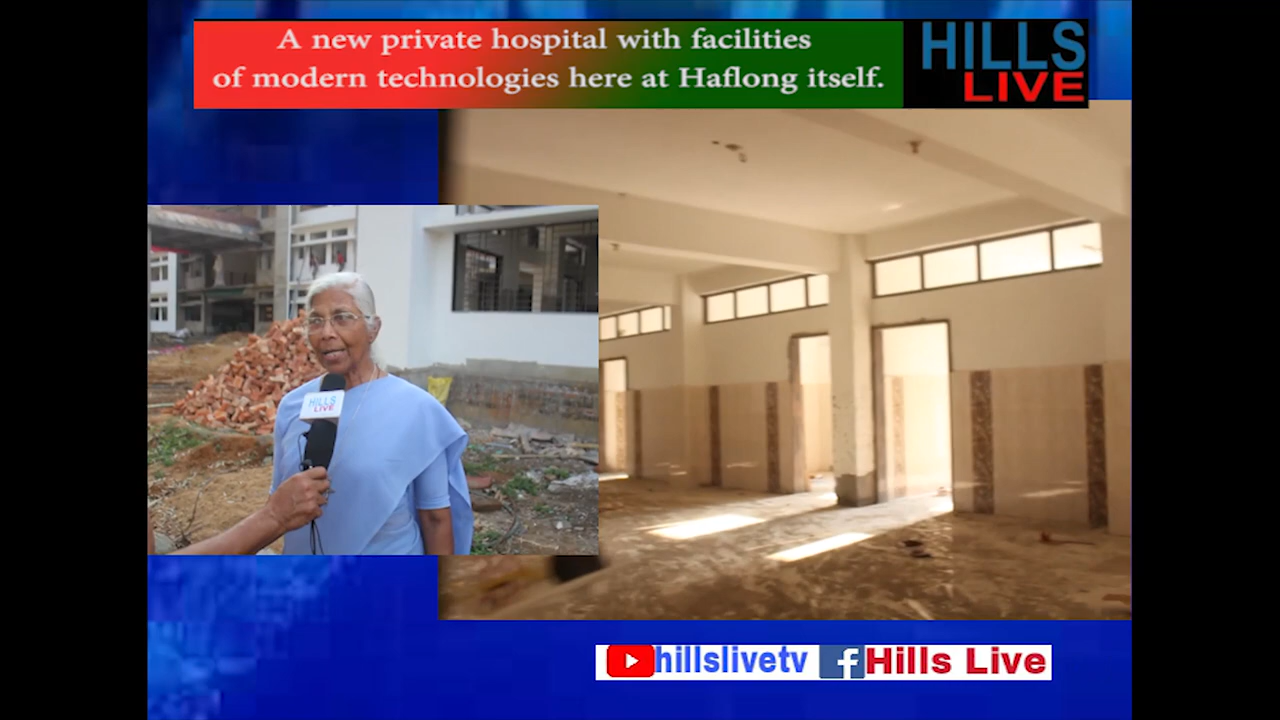 A new private hospital with facilities
of modern technologies here at Haflong itself.
HILLS
LIVE
HILLS
LIVE
hillslivetv
Hills Live